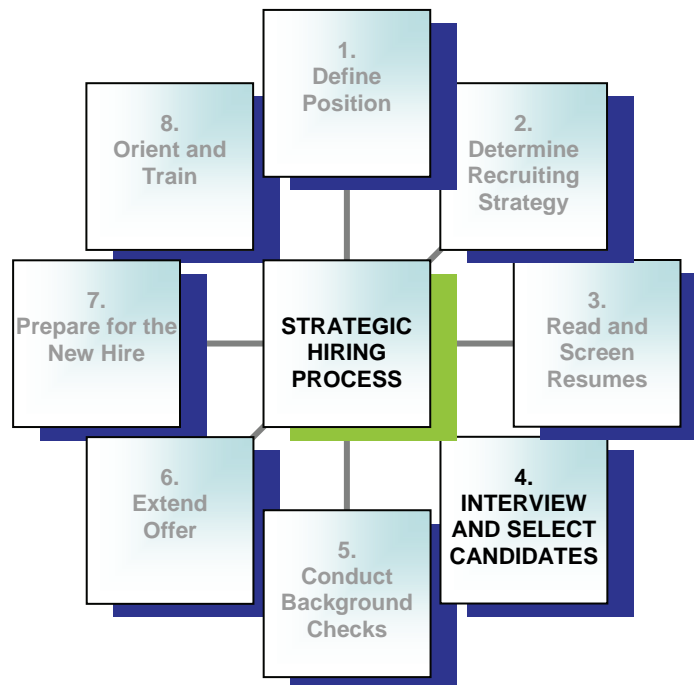 1.
Define
Position
2.
Determine
Recruiting
Strategy
3.
Read and
Screen
Resumes
4.
INTERVIEW
AND SELECT
CANDIDATES
5.
Conduct
Background
Checks
6.
Extend
Offer
7.
Prepare for the
New Hire
8.
Orient and
Train
STRATEGIC
HIRING
PROCESS